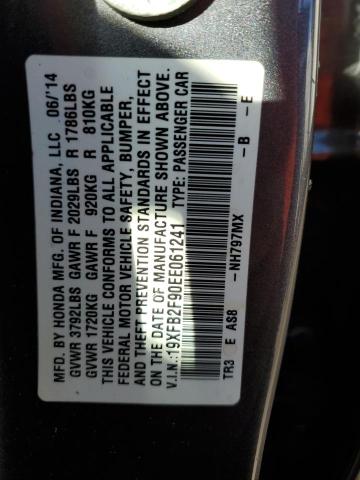 MFD. BY HONDA MFG. OF INDIANA, LLC 06/'14
GVWR 3792LBS GAWR F 2029LBS R 1786LBS
GVWR 1720KG GAWR F 920KG R 810KG
THIS VEHICLE CONFORMS TO ALL APPLICABLE
FEDERAL MOTOR VEHICLE SAFETY, BUMPER,
AND THEFT PREVENTION STANDARDS IN EFFECT
ON THE DATE OF MANUFACTURE SHOWN ABOVE.
V.I.N.:19XFB2F90EE061241 TYPE: PASSENGER CAR
TR3 E AS8 -NH797MX -B -E